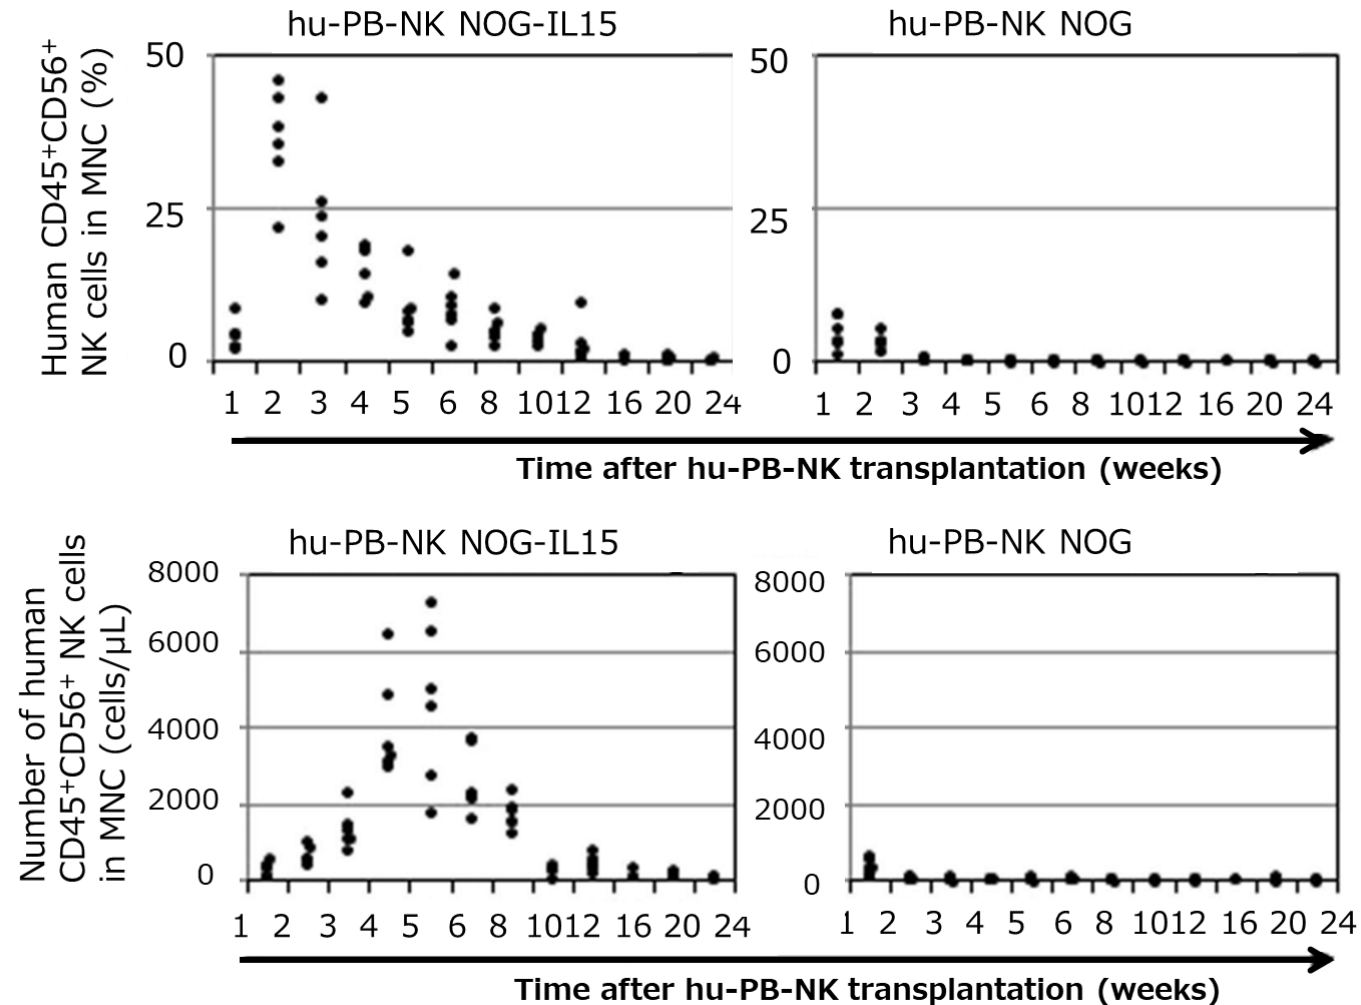 hu-PB-NK NOG-IL15
hu-PB-NK NOG
Human CD45⁺CD56⁺
NK cells in MNC (%)
50
25
0
1 2 3 4 5 6 8 10 12 16 20 24
50
25
0
1 2 3 4 5 6 8 10 12 16 20 24
Time after hu-PB-NK transplantation (weeks)
hu-PB-NK NOG-IL15
hu-PB-NK NOG
Number of human
CD45⁺CD56⁺ NK cells
in MNC (cells/μL)
8000
6000
4000
2000
0
1 2 3 4 5 6 8 10 12 16 20 24
8000
6000
4000
2000
0
1 2 3 4 5 6 8 10 12 16 20 24
Time after hu-PB-NK transplantation (weeks)